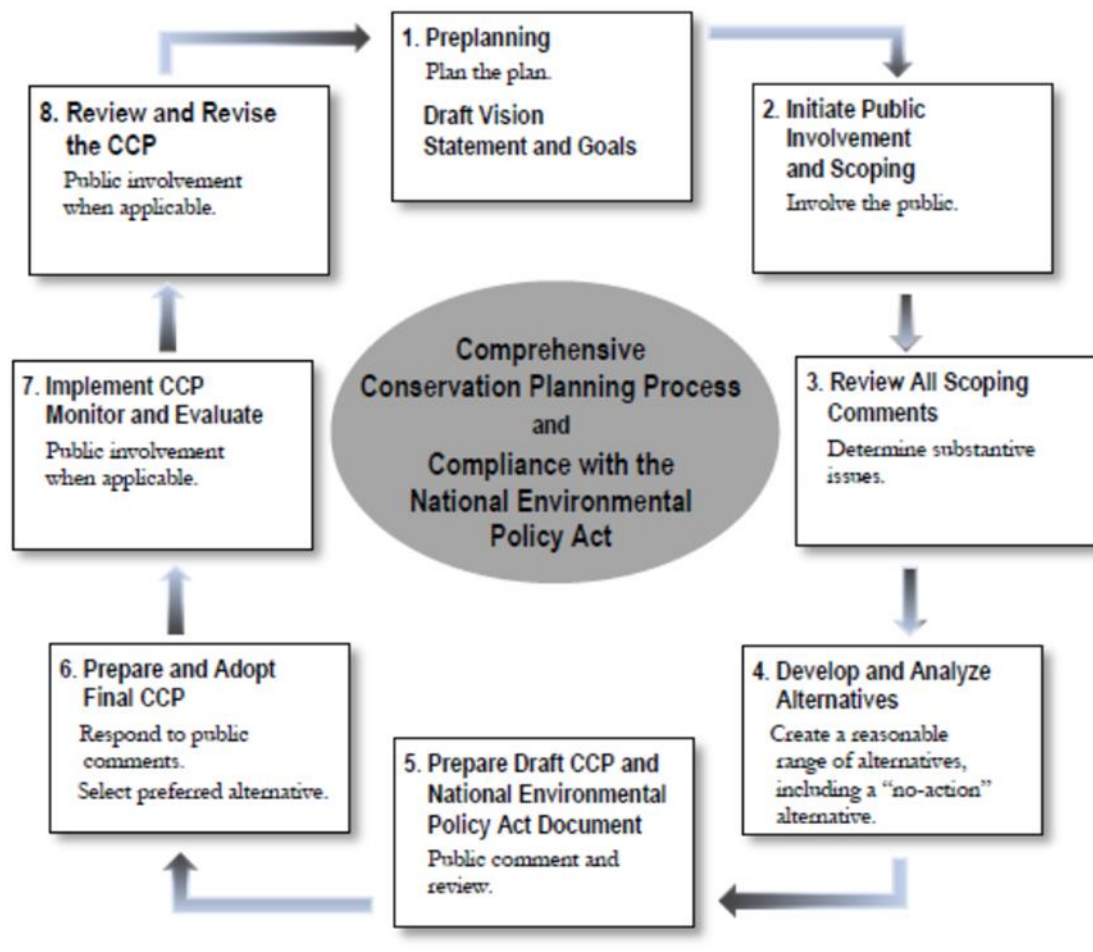 1. Preplanning
Plan the plan.
Draft Vision
Statement and Goals
2. Initiate Public
Involvement
and Scoping
Involve the public.
3. Review All Scoping
Comments
Determine substantive
issues.
4. Develop and Analyze
Alternatives
Create a reasonable
range of alternatives,
including a “no-action”
alternative.
5. Prepare Draft CCP and
National Environmental
Policy Act Document
Public comment and
review.
6. Prepare and Adopt
Final CCP
Respond to public
comments.
Select preferred alternative.
7. Implement CCP
Monitor and Evaluate
Public involvement
when applicable.
8. Review and Revise
the CCP
Public involvement
when applicable.
Comprehensive
Conservation Planning Process
and
Compliance with the
National Environmental
Policy Act